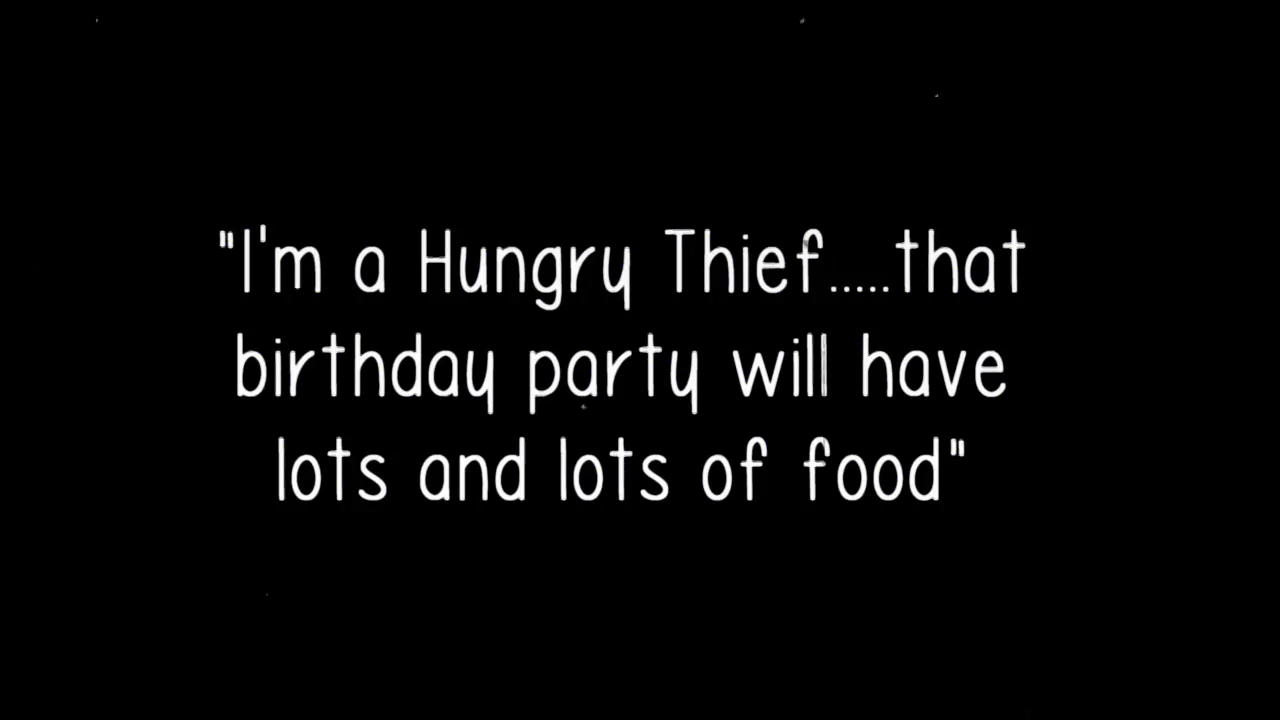 "I'm a Hungry Thief.....that
birthday party will have
lots and lots of food"